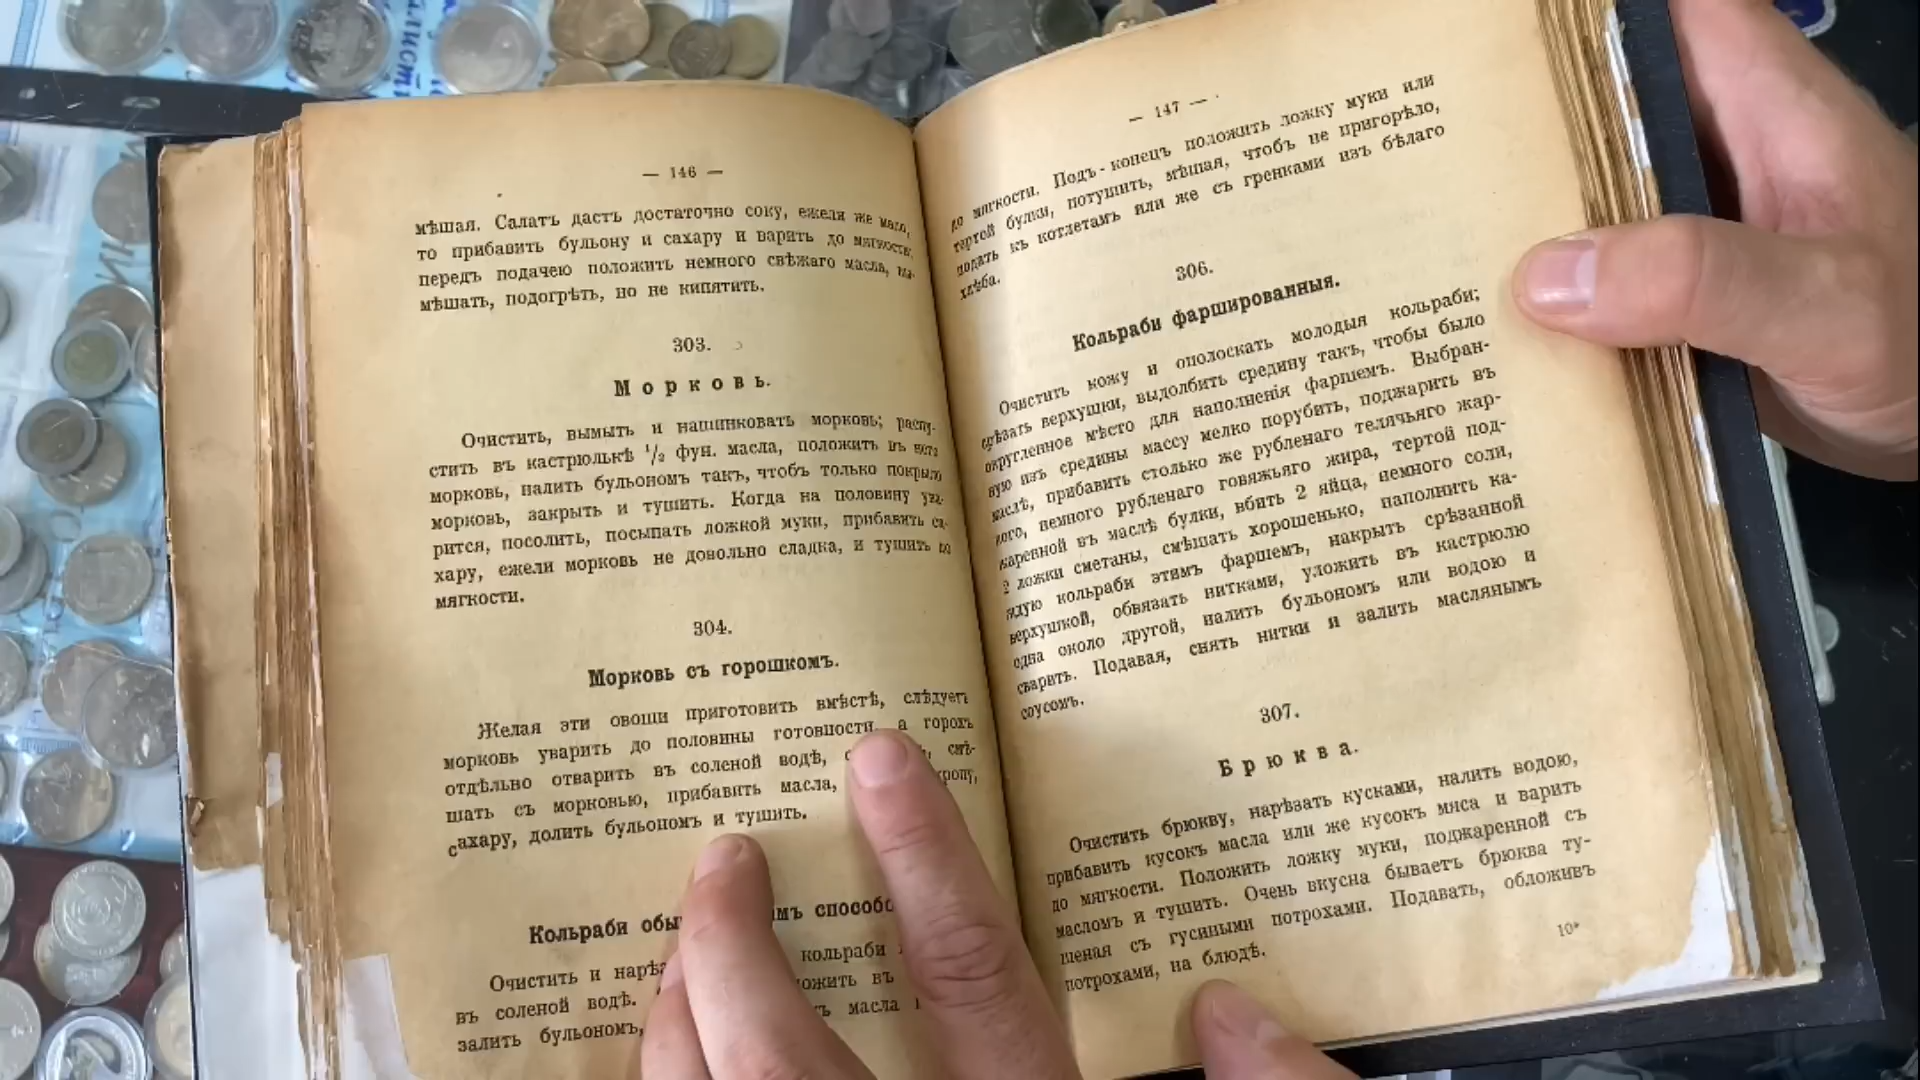 — 146 —
мѣшая. Салатъ дастъ достаточно соку, ежели же мало,
то прибавить бульону и сахару и варить до мягкости;
передъ подачею положить немного свѣжаго масла,
мѣшать, подогрѣть, но не кипятить.
303.
Морковь.
Очистить, вымыть и нашинковать морковь; распу-
стить въ кастрюлькѣ 1/2 фун. масла, положить въ него
морковь, налить бульономъ такъ, чтобъ только покрыло
морковь, закрыть и тушить. Когда на половину ува-
рится, посолить, посыпать ложкой муки, прибавить са-
хару, ежели морковь не довольно сладка, и тушить до
мягкости.
304.
Морковь съ горошкомъ.
Желая эти овощи приготовить вмѣстѣ, слѣдуетъ
морковь уварить до половины готовности, а горохъ
отдѣльно отварить въ соленой водѣ, смѣ-
шать съ морковью, прибавить масла,
сахару, долить бульономъ и тушить.
Кольраби
Очистить и кольраби
въ соленой водѣ. въ
залить бульономъ, масла
— 147 —
до мягкости. Подъ-конецъ положить ложку муки или
тертой булки, потушить, мѣшая, чтобъ не пригорѣло,
подать къ котлетамъ или же съ гренками изъ бѣлаго
хлѣба.
306.
Кольраби фаршированныя.
Очистить кожу и ополоскать молодыя кольраби;
срѣзать верхушки, выдолбить средину такъ, чтобы было
округленное мѣсто для наполненія фаршемъ. Выбран-
ную изъ средины массу мелко порубить, поджарить въ
маслѣ, прибавить столько же рубленаго телячьяго жар-
кого, немного рубленаго говяжьяго жира, тертой под-
жаренной въ маслѣ булки, вбить 2 яйца, немного соли,
2 ложки сметаны, смѣшать хорошенько, наполнить ка-
ждую кольраби этимъ фаршемъ, накрыть срѣзанной
верхушкой, обвязать нитками, уложить въ кастрюлю
одна около другой, налить бульономъ или водою и
сварить. Подавая, снять нитки и залить маслянымъ
соусомъ.
307.
Брюква.
Очистить брюкву, нарѣзать кусками, налить водою,
прибавить кусокъ масла или же кусокъ мяса и варить
до мягкости. Положить ложку муки, поджаренной съ
масломъ и тушить. Очень вкусна бываетъ брюква ту-
шеная съ гусиными потрохами. Подавать, обложивъ
потрохами, на блюдѣ.
10*